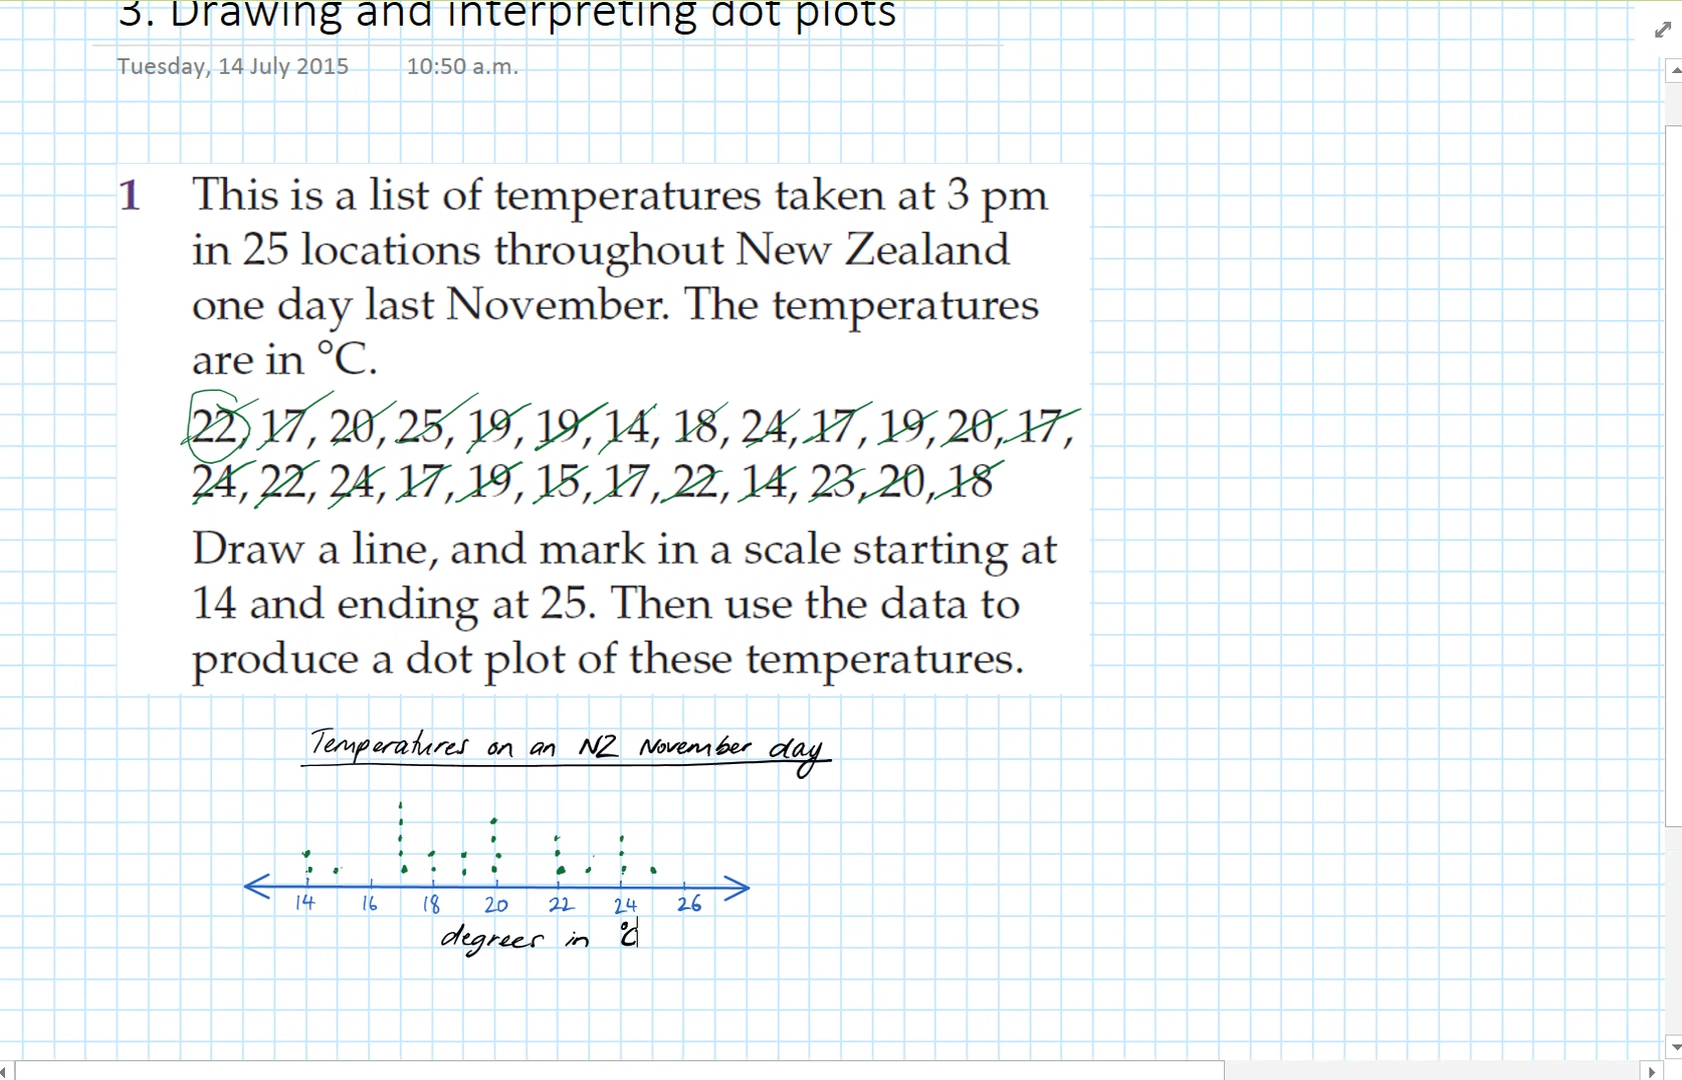 3. Drawing and interpreting dot plots
Tuesday, 14 July 2015 10:50 a.m.
1 This is a list of temperatures taken at 3 pm
in 25 locations throughout New Zealand
one day last November. The temperatures
are in °C.
22, 17, 20, 25, 19, 19, 14, 18, 24, 17, 19, 20, 17,
24, 22, 24, 17, 19, 15, 17, 22, 14, 23, 20, 18
Draw a line, and mark in a scale starting at
14 and ending at 25. Then use the data to
produce a dot plot of these temperatures.
Temperatures on an NZ November day
14 16 18 20 22 24 26
degrees in °C